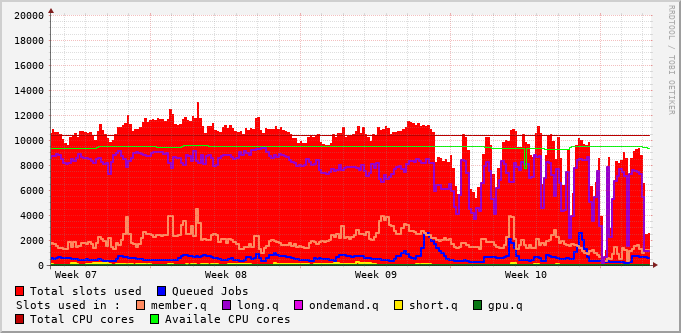 20000
18000
16000
14000
12000
10000
8000
6000
4000
2000
0
RRDTOOL / TOBI OETIKER
Week 07 Week 08 Week 09 Week 10
Total slots used Queued Jobs
Slots used in : member.q long.q ondemand.q short.q gpu.q
Total CPU cores Availale CPU cores